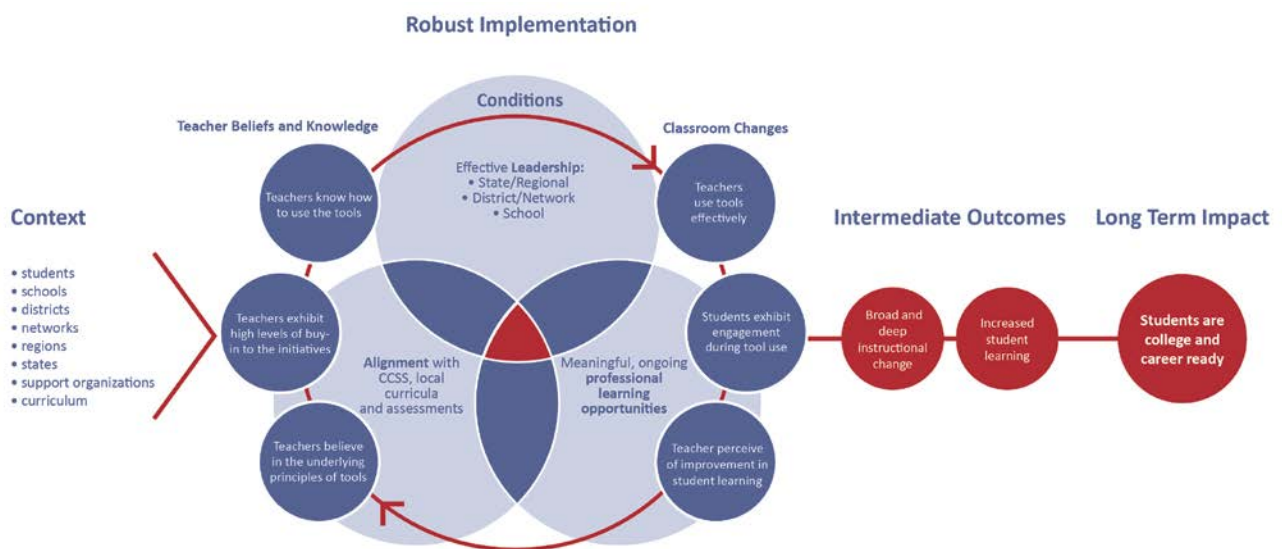 Robust Implementation
Conditions
Teacher Beliefs and Knowledge
Classroom Changes
Effective Leadership:
• State/Regional
• District/Network
• School
Teachers know how
to use the tools
Teachers
use tools
effectively
Context
• students
• schools
• districts
• networks
• regions
• states
• support organizations
• curriculum
Teachers exhibit
high levels of buy-
in to the initiatives
Students exhibit
engagement
during tool use
Alignment with
CCSS, local
curricula
and assessments
Meaningful, ongoing
professional
learning
opportunities
Teachers believe
in the underlying
principles of tools
Teacher perceive
of improvement in
student learning
Intermediate Outcomes
Broad and
deep
instructional
change
Increased
student
learning
Long Term Impact
Students are
college and
career ready